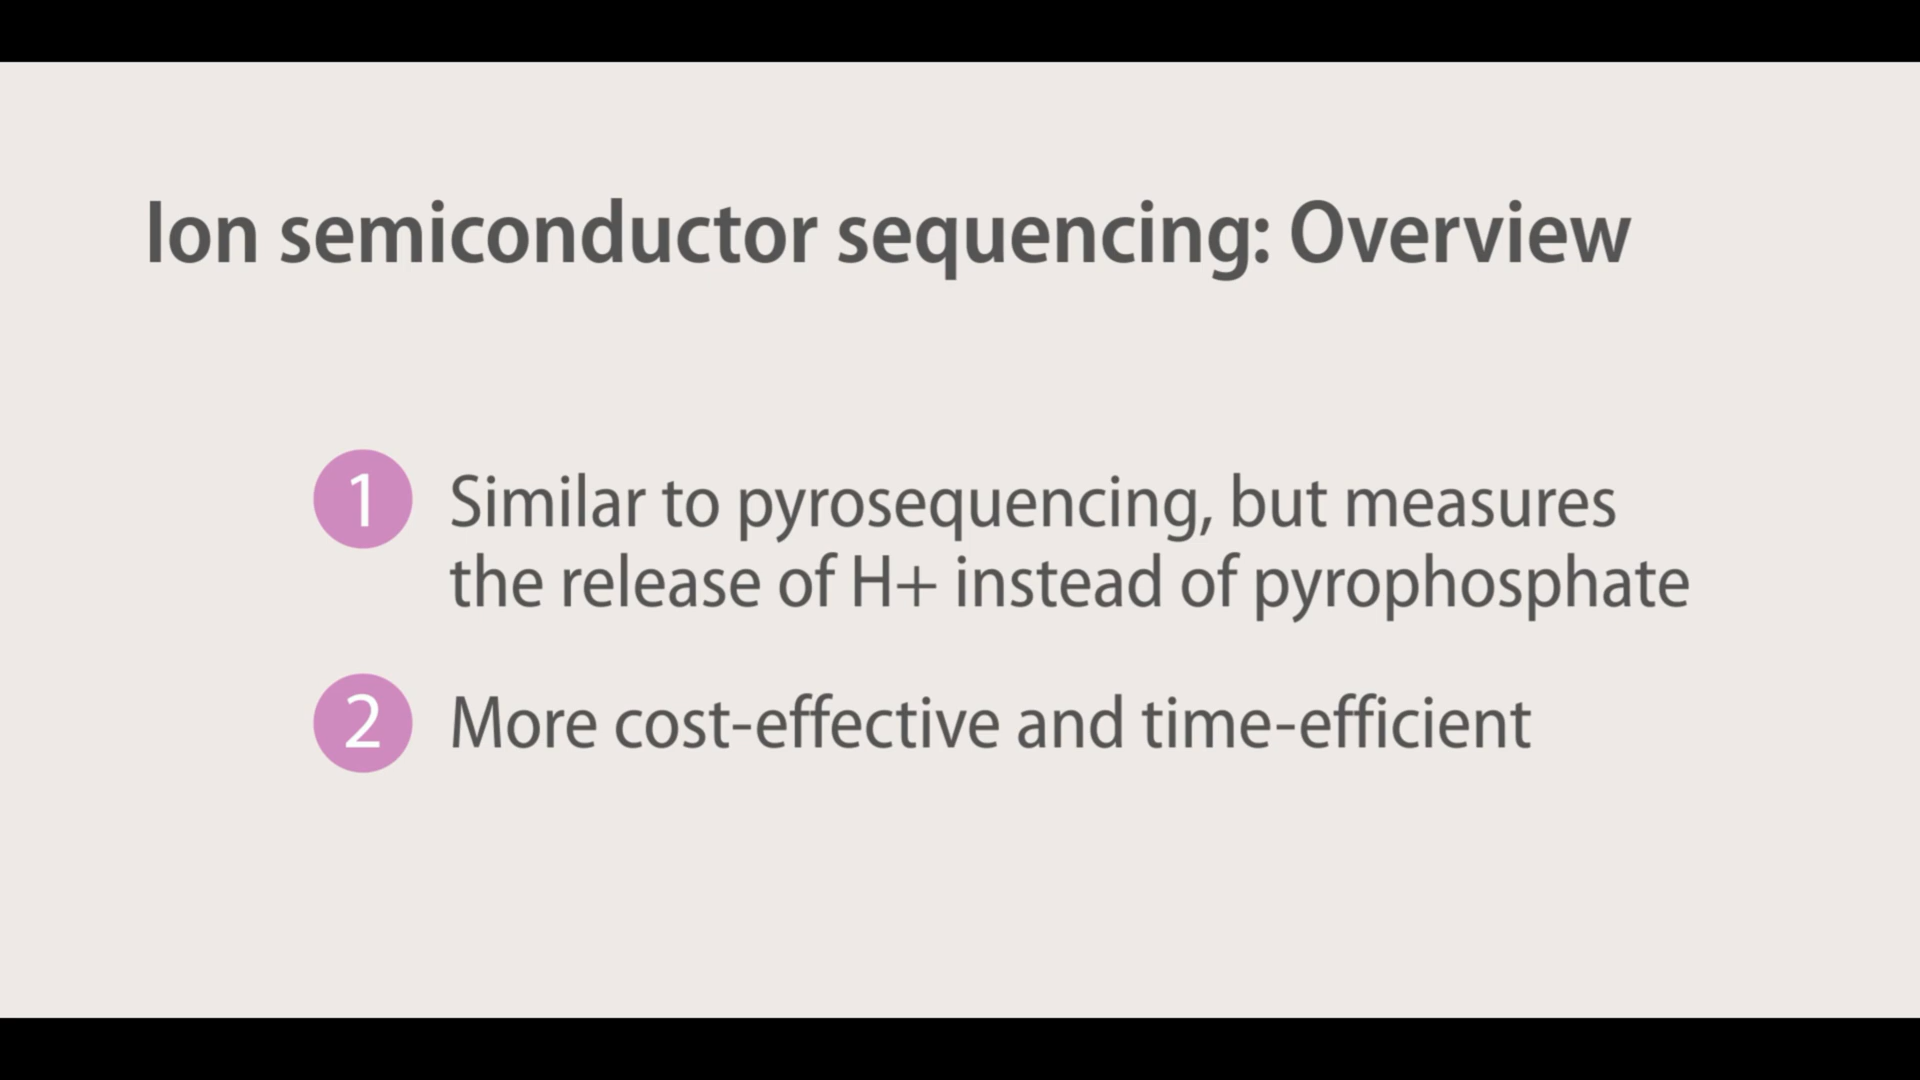 Ion semiconductor sequencing: Overview
1 Similar to pyrosequencing, but measures
the release of H+ instead of pyrophosphate
2 More cost-effective and time-efficient